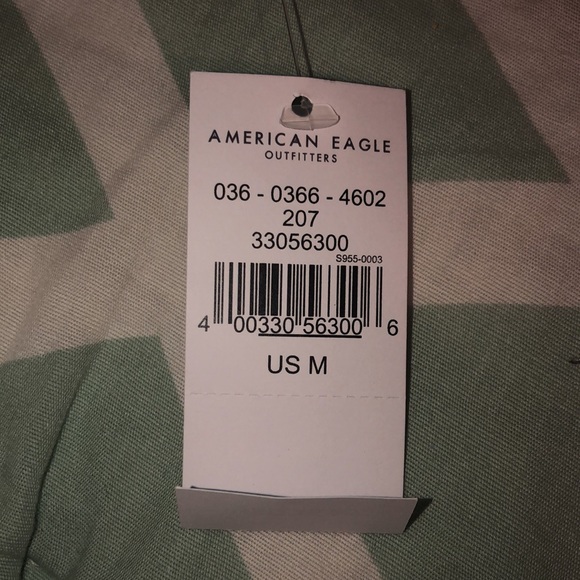 AMERICAN EAGLE
OUTFITTERS
036 - 0366 - 4602
207
33056300
S955-0003
4 00330 56300 6
US M